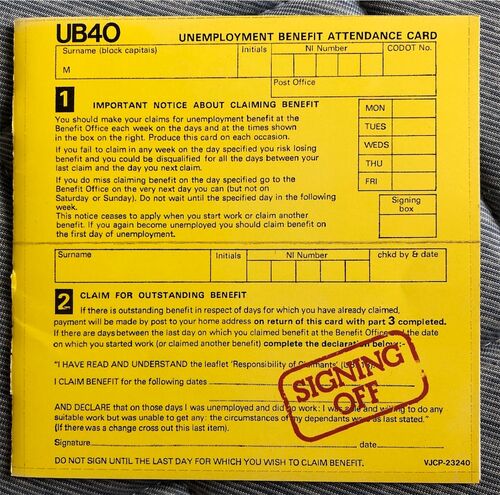 UB40 UNEMPLOYMENT BENEFIT ATTENDANCE CARD
Surname (block capitals) Initials NI Number CODOT No.
M
Post Office
1 IMPORTANT NOTICE ABOUT CLAIMING BENEFIT
You should make your claims for unemployment benefit at the
Benefit Office each week on the days and at the times shown
in the box on the right. Produce this card on each occasion.
If you fail to claim in any week on the day specified you risk losing
benefit and you could be disqualified for all the days between your
last claim and the day you next claim.
If you do miss claiming benefit on the day specified go to the
Benefit Office on the very next day you can (but not on
Saturday or Sunday). Do not wait until the specified day in the following
week.
This notice ceases to apply when you start work or claim another
benefit. If you again become unemployed you should claim benefit on
the first day of unemployment.
MON
TUES
WEDS
THU
FRI
Signing
box
Surname Initials NI Number chkd by & date
2 CLAIM FOR OUTSTANDING BENEFIT
If there is outstanding benefit in respect of days for which you have already claimed,
payment will be made by post to your home address on return of this card with part 3 completed.
If there are days between the last day on which you claimed benefit at the Benefit Office and the date
on which you started work (or claimed another benefit) complete the declaration below:-
"I HAVE READ AND UNDERSTAND the leaflet 'Responsibility of Claimants'
I CLAIM BENEFIT for the following dates
AND DECLARE that on those days I was unemployed and did no work: I was able and willing to do any
suitable work but was unable to get any: the circumstances of my dependants were as last stated."
(If there was a change cross out this last item).
Signature date
DO NOT SIGN UNTIL THE LAST DAY FOR WHICH YOU WISH TO CLAIM BENEFIT. VJCP-23240
SIGNING
OFF